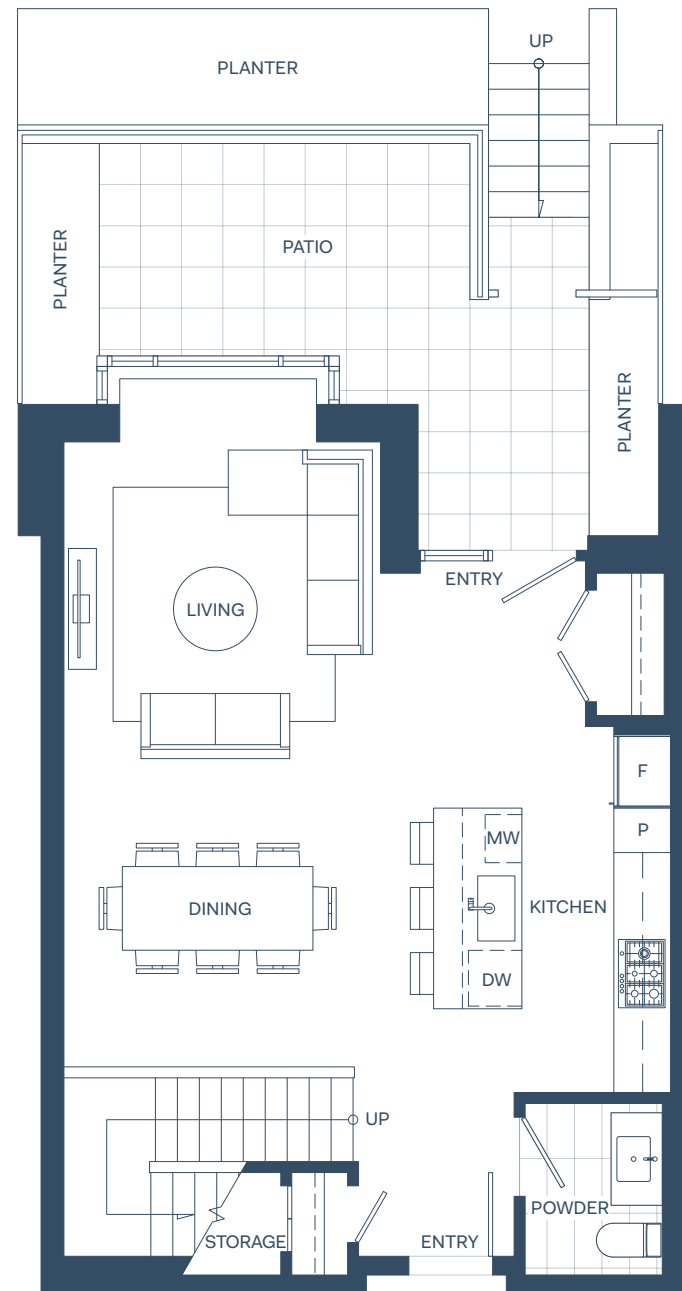 UP
PLANTER
PLANTER
PATIO
PLANTER
ENTRY
LIVING
F
P
MW
KITCHEN
DINING
DW
UP
POWDER
STORAGE
ENTRY